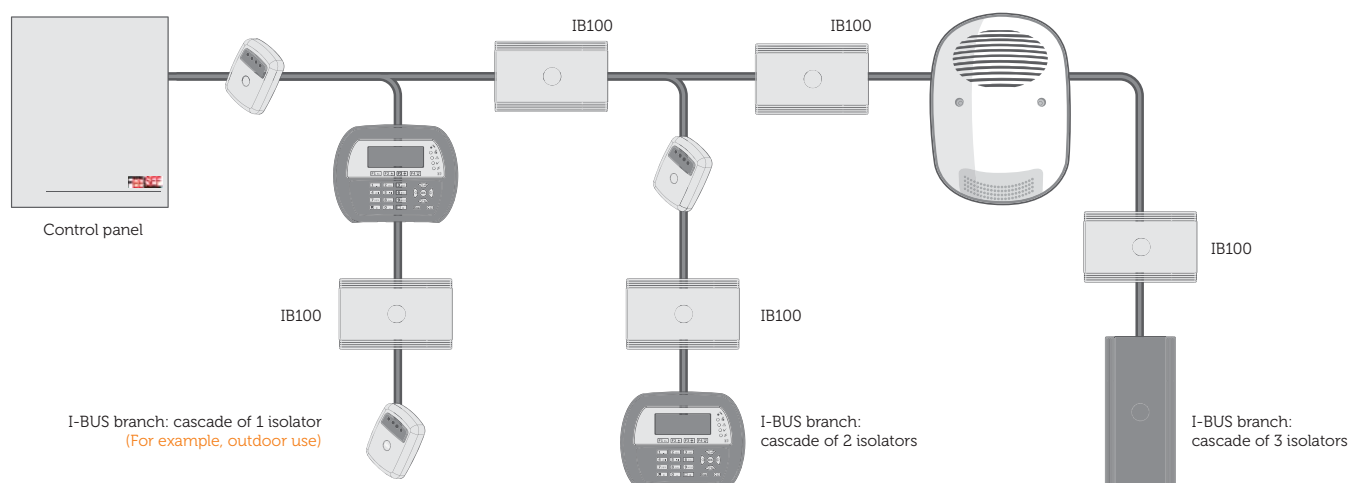 IB100
IB100
Control panel
IB100
IB100
IB100
I-BUS branch: cascade of 1 isolator
(For example, outdoor use)
I-BUS branch:
cascade of 2 isolators
I-BUS branch:
cascade of 3 isolators